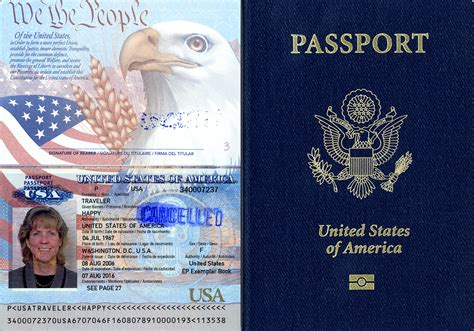 We the People
Of the United States,
in Order to form a more perfect Union,
establish Justice, insure domestic Tranquility,
provide for the common defence,
promote the general Welfare, and secure
the Blessings of Liberty to ourselves and
our Posterity, do ordain and establish this
Constitution for the United States of America.
SIGNATURE OF BEARER / SIGNATURE DU TITULAIRE / FIRMA DEL TITULAR
3
PASSPORT
PASSEPORT
PASAPORTE
USA
UNITED STATES OF AMERICA
P
USA
340007237
TRAVELER
HAPPY
UNITED STATES OF AMERICA
04 JUL 1967
WASHINGTON, D.C., U.S.A.
F
08 AUG 2006
United States
07 AUG 2016
EP Exemplar Book
SEE PAGE 27
CANCELLED
USA
P<USATRAVELER<<HAPPY<<<<<<<<<<<<<<<<<<<<<<<<
3400072370USA6707046F1608078910000193<113538
PASSPORT
United States
of America